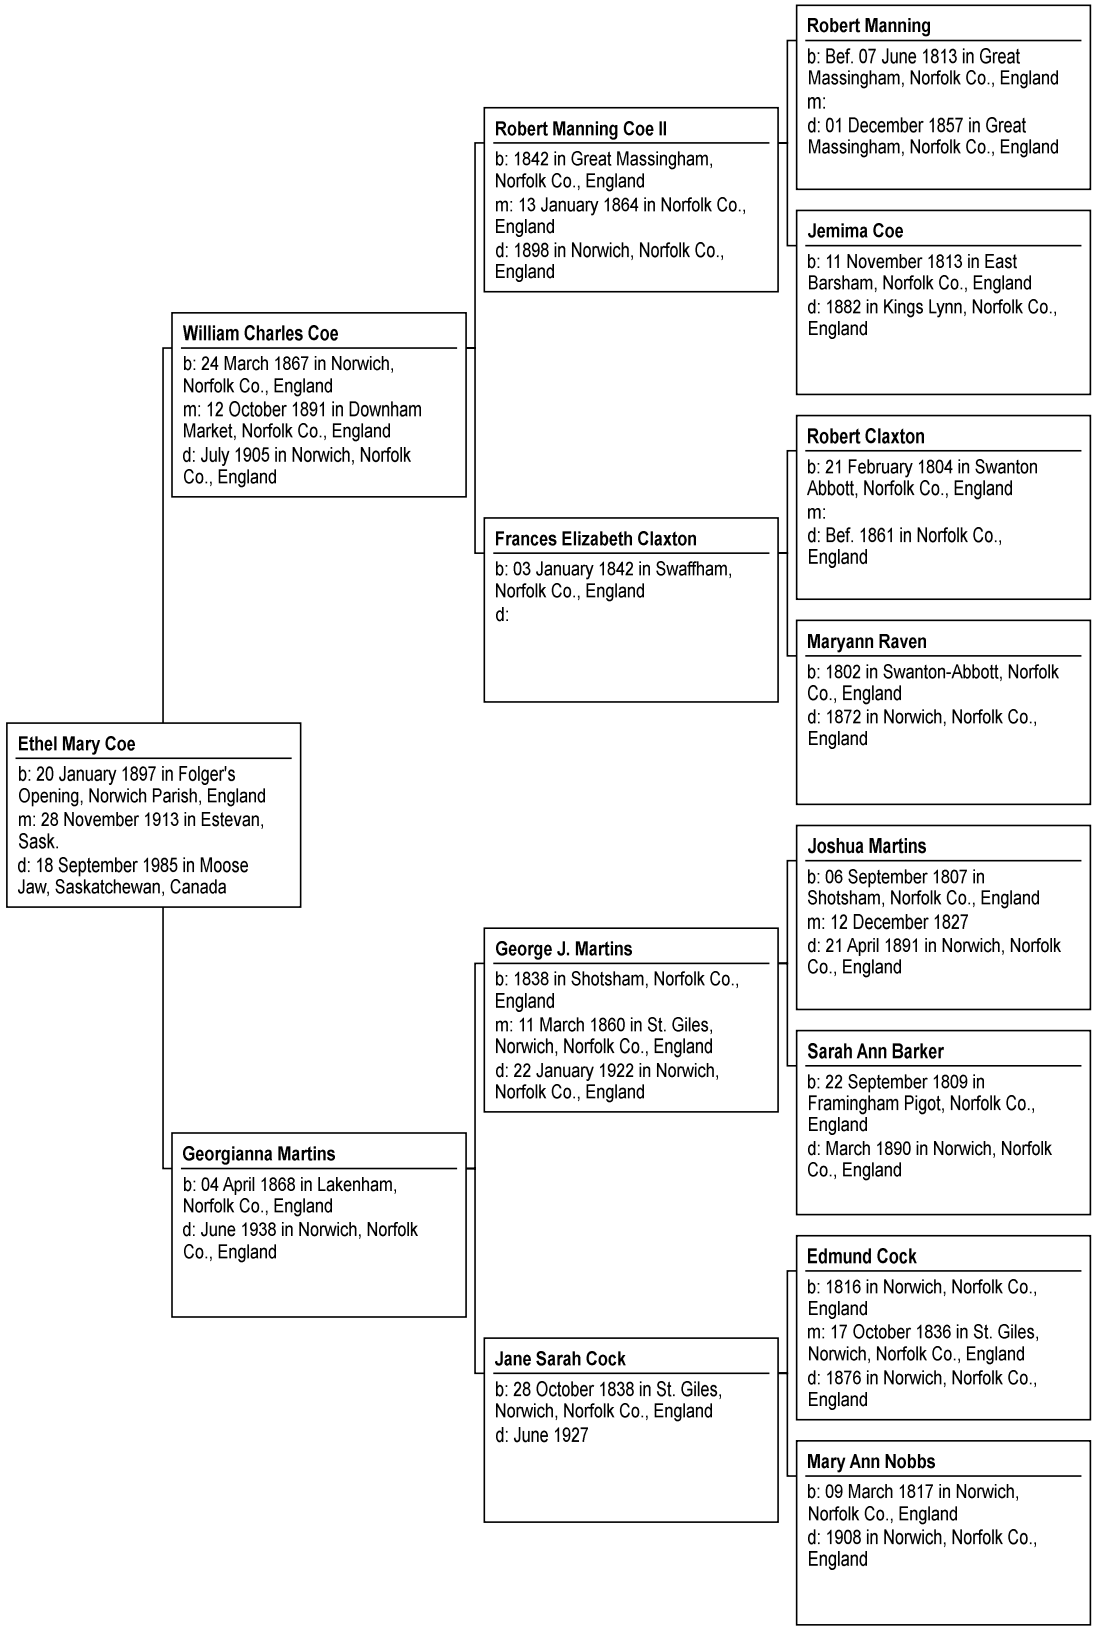 Robert Manning
b: Bef. 07 June 1813 in Great
Massingham, Norfolk Co., England
m:
d: 01 December 1857 in Great
Massingham, Norfolk Co., England
Robert Manning Coe II
b: 1842 in Great Massingham,
Norfolk Co., England
m: 13 January 1864 in Norfolk Co.,
England
d: 1898 in Norwich, Norfolk Co.,
England
Jemima Coe
b: 11 November 1813 in East
Barsham, Norfolk Co., England
d: 1882 in Kings Lynn, Norfolk Co.,
England
William Charles Coe
b: 24 March 1867 in Norwich,
Norfolk Co., England
m: 12 October 1891 in Downham
Market, Norfolk Co., England
d: July 1905 in Norwich, Norfolk
Co., England
Robert Claxton
b: 21 February 1804 in Swanton
Abbott, Norfolk Co., England
m:
d: Bef. 1861 in Norfolk Co.,
England
Frances Elizabeth Claxton
b: 03 January 1842 in Swaffham,
Norfolk Co., England
d:
Maryann Raven
b: 1802 in Swanton-Abbott, Norfolk
Co., England
d: 1872 in Norwich, Norfolk Co.,
England
Ethel Mary Coe
b: 20 January 1897 in Folger's
Opening, Norwich Parish, England
m: 28 November 1913 in Estevan,
Sask.
d: 18 September 1985 in Moose
Jaw, Saskatchewan, Canada
Joshua Martins
b: 06 September 1807 in
Shotsham, Norfolk Co., England
m: 12 December 1827
d: 21 April 1891 in Norwich, Norfolk
Co., England
George J. Martins
b: 1838 in Shotsham, Norfolk Co.,
England
m: 11 March 1860 in St. Giles,
Norwich, Norfolk Co., England
d: 22 January 1922 in Norwich,
Norfolk Co., England
Sarah Ann Barker
b: 22 September 1809 in
Framingham Pigot, Norfolk Co.,
England
d: March 1890 in Norwich, Norfolk
Co., England
Georgianna Martins
b: 04 April 1868 in Lakenham,
Norfolk Co., England
d: June 1938 in Norwich, Norfolk
Co., England
Edmund Cock
b: 1816 in Norwich, Norfolk Co.,
England
m: 17 October 1836 in St. Giles,
Norwich, Norfolk Co., England
d: 1876 in Norwich, Norfolk Co.,
England
Jane Sarah Cock
b: 28 October 1838 in St. Giles,
Norwich, Norfolk Co., England
d: June 1927
Mary Ann Nobbs
b: 09 March 1817 in Norwich,
Norfolk Co., England
d: 1908 in Norwich, Norfolk Co.,
England